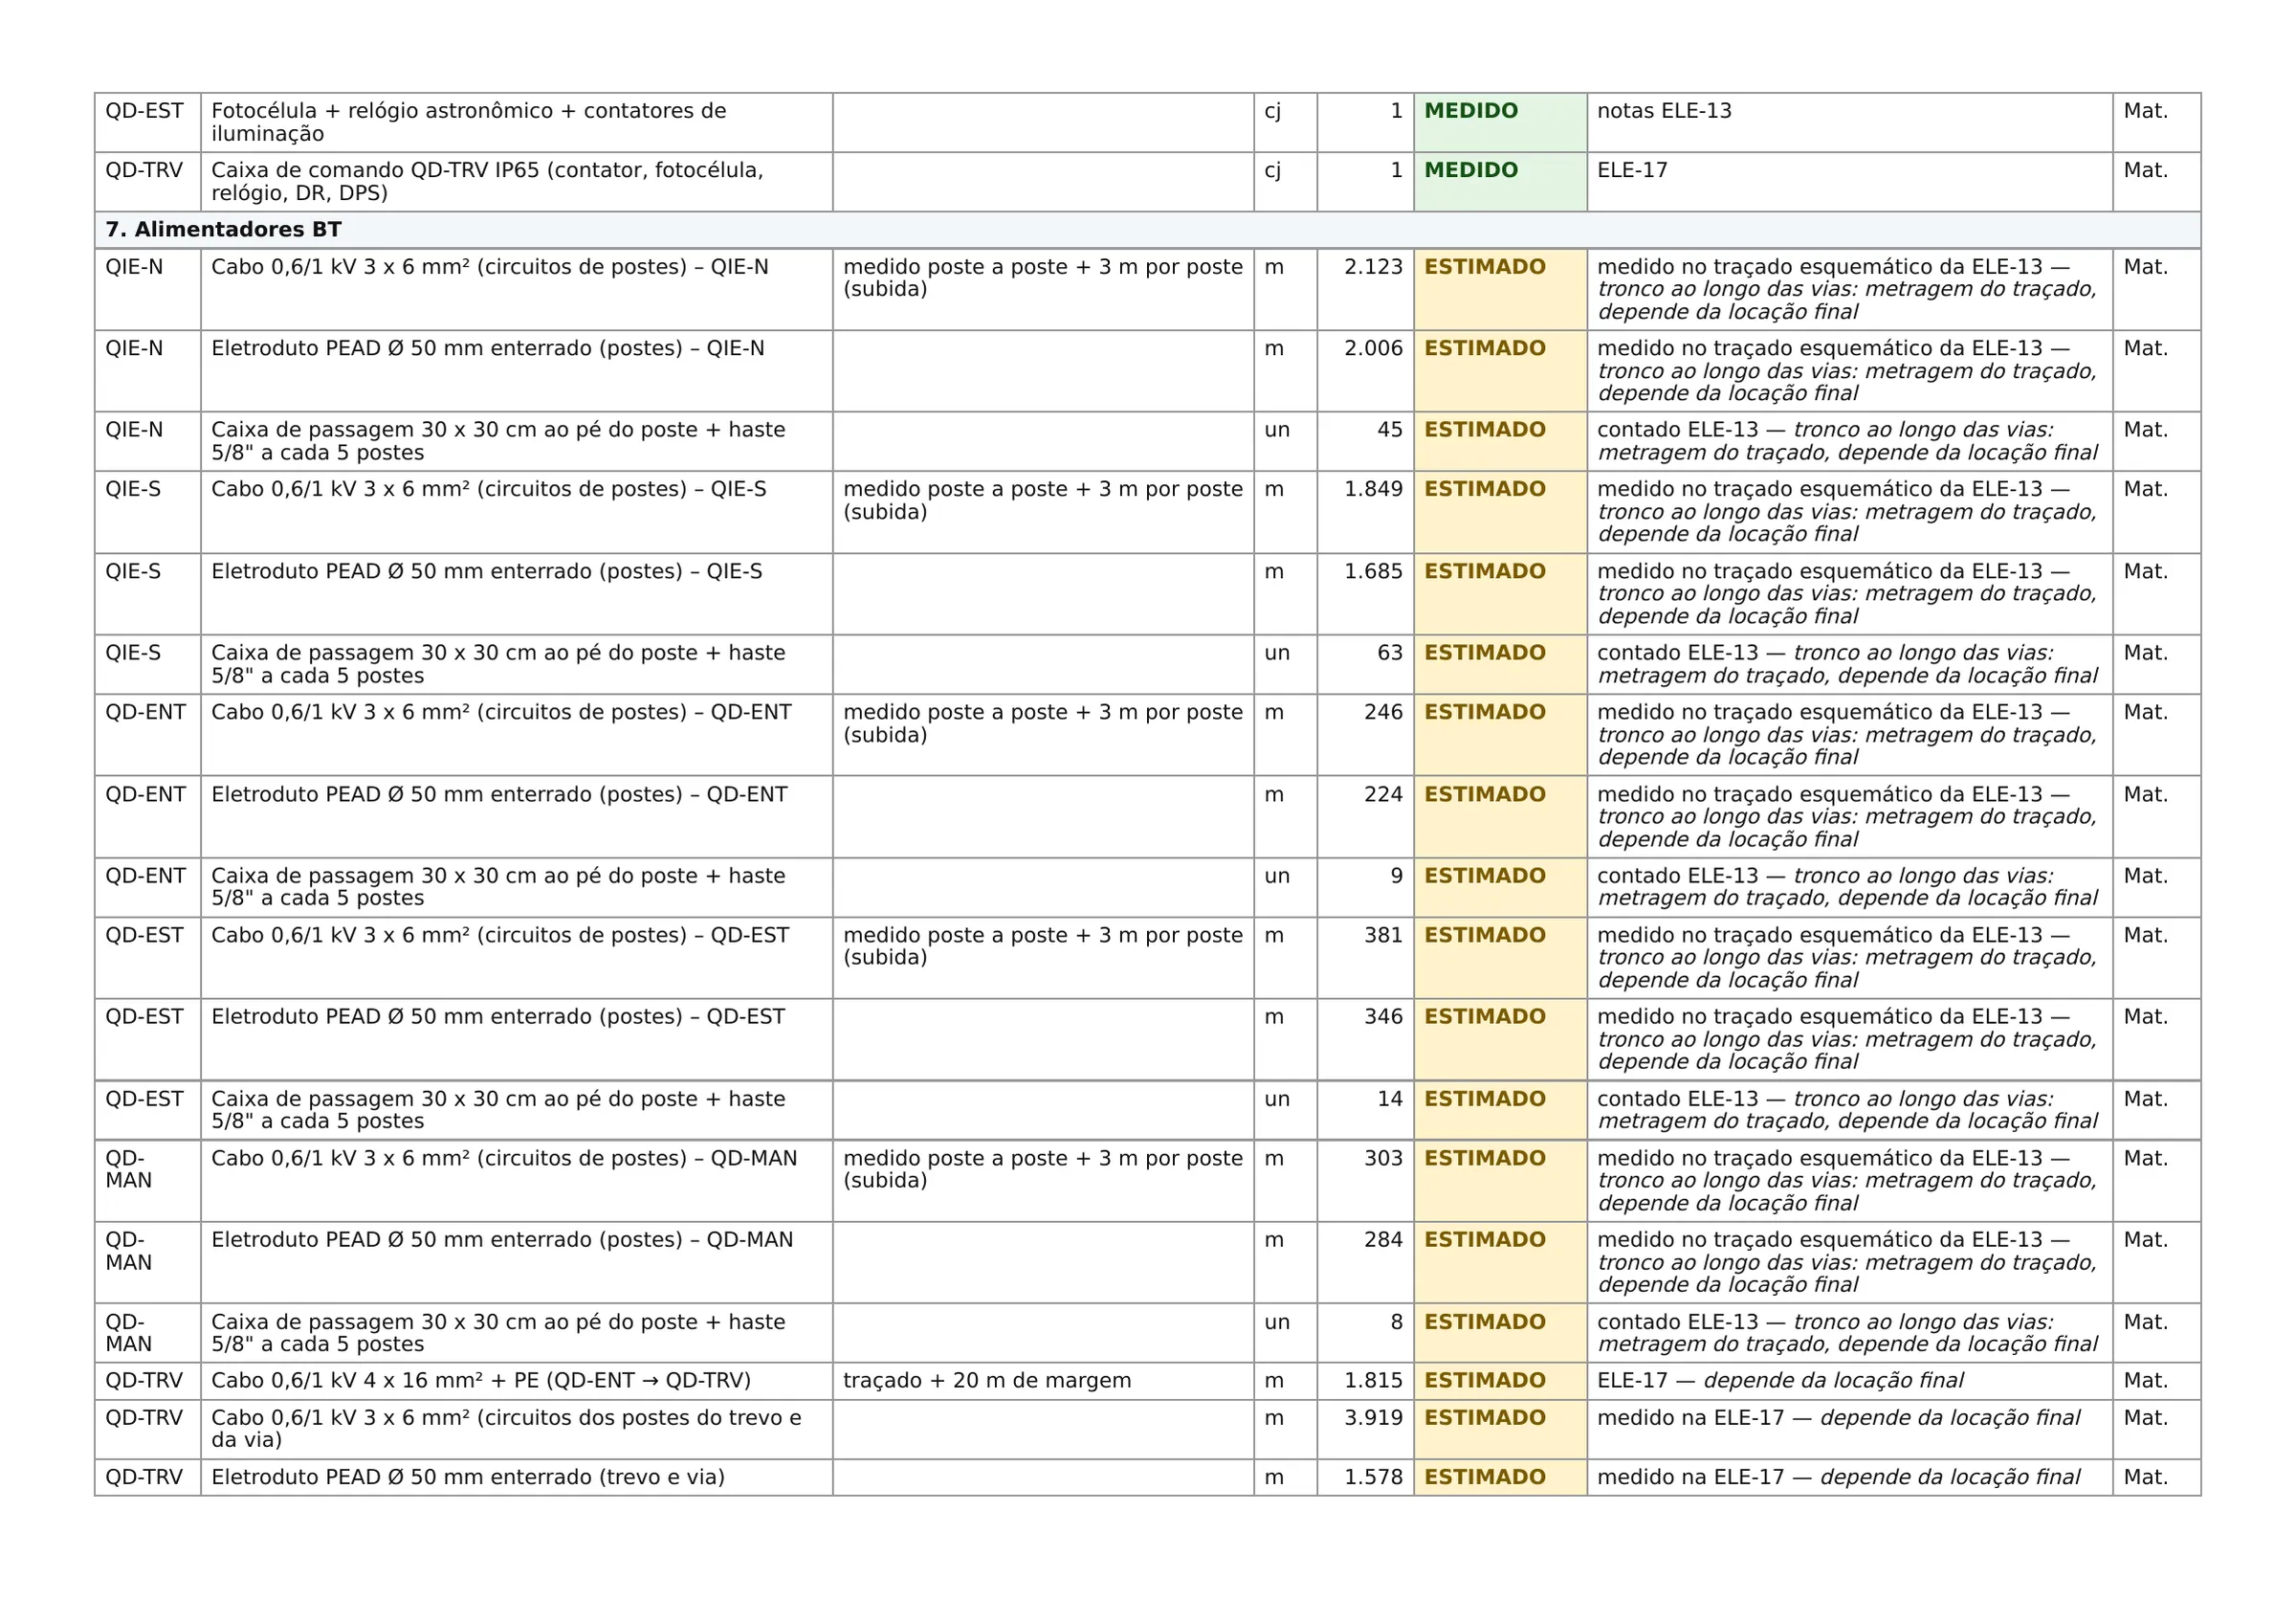 QD-EST Fotocélula + relógio astronômico + contatores de cj 1 MEDIDO notas ELE-13 Mat.
iluminação
QD-TRV Caixa de comando QD-TRV IP65 (contator, fotocélula, cj 1 MEDIDO ELE-17 Mat.
relógio, DR, DPS)
7. Alimentadores BT
QIE-N Cabo 0,6/1 kV 3 x 6 mm² (circuitos de postes) – QIE-N medido poste a poste + 3 m por poste m 2.123 ESTIMADO medido no traçado esquemático da ELE-13 — Mat.
(subida) tronco ao longo das vias: metragem do traçado,
depende da locação final
QIE-N Eletroduto PEAD Ø 50 mm enterrado (postes) – QIE-N m 2.006 ESTIMADO medido no traçado esquemático da ELE-13 — Mat.
tronco ao longo das vias: metragem do traçado,
depende da locação final
QIE-N Caixa de passagem 30 x 30 cm ao pé do poste + haste un 45 ESTIMADO contado ELE-13 — tronco ao longo das vias: Mat.
5/8" a cada 5 postes metragem do traçado, depende da locação final
QIE-S Cabo 0,6/1 kV 3 x 6 mm² (circuitos de postes) – QIE-S medido poste a poste + 3 m por poste m 1.849 ESTIMADO medido no traçado esquemático da ELE-13 — Mat.
(subida) tronco ao longo das vias: metragem do traçado,
depende da locação final
QIE-S Eletroduto PEAD Ø 50 mm enterrado (postes) – QIE-S m 1.685 ESTIMADO medido no traçado esquemático da ELE-13 — Mat.
tronco ao longo das vias: metragem do traçado,
depende da locação final
QIE-S Caixa de passagem 30 x 30 cm ao pé do poste + haste un 63 ESTIMADO contado ELE-13 — tronco ao longo das vias: Mat.
5/8" a cada 5 postes metragem do traçado, depende da locação final
QD-ENT Cabo 0,6/1 kV 3 x 6 mm² (circuitos de postes) – QD-ENT medido poste a poste + 3 m por poste m 246 ESTIMADO medido no traçado esquemático da ELE-13 — Mat.
(subida) tronco ao longo das vias: metragem do traçado,
depende da locação final
QD-ENT Eletroduto PEAD Ø 50 mm enterrado (postes) – QD-ENT m 224 ESTIMADO medido no traçado esquemático da ELE-13 — Mat.
tronco ao longo das vias: metragem do traçado,
depende da locação final
QD-ENT Caixa de passagem 30 x 30 cm ao pé do poste + haste un 9 ESTIMADO contado ELE-13 — tronco ao longo das vias: Mat.
5/8" a cada 5 postes metragem do traçado, depende da locação final
QD-EST Cabo 0,6/1 kV 3 x 6 mm² (circuitos de postes) – QD-EST medido poste a poste + 3 m por poste m 381 ESTIMADO medido no traçado esquemático da ELE-13 — Mat.
(subida) tronco ao longo das vias: metragem do traçado,
depende da locação final
QD-EST Eletroduto PEAD Ø 50 mm enterrado (postes) – QD-EST m 346 ESTIMADO medido no traçado esquemático da ELE-13 — Mat.
tronco ao longo das vias: metragem do traçado,
depende da locação final
QD-EST Caixa de passagem 30 x 30 cm ao pé do poste + haste un 14 ESTIMADO contado ELE-13 — tronco ao longo das vias: Mat.
5/8" a cada 5 postes metragem do traçado, depende da locação final
QD- Cabo 0,6/1 kV 3 x 6 mm² (circuitos de postes) – QD-MAN medido poste a poste + 3 m por poste m 303 ESTIMADO medido no traçado esquemático da ELE-13 — Mat.
MAN (subida) tronco ao longo das vias: metragem do traçado,
depende da locação final
QD- Eletroduto PEAD Ø 50 mm enterrado (postes) – QD-MAN m 284 ESTIMADO medido no traçado esquemático da ELE-13 — Mat.
MAN tronco ao longo das vias: metragem do traçado,
depende da locação final
QD- Caixa de passagem 30 x 30 cm ao pé do poste + haste un 8 ESTIMADO contado ELE-13 — tronco ao longo das vias: Mat.
MAN 5/8" a cada 5 postes metragem do traçado, depende da locação final
QD-TRV Cabo 0,6/1 kV 4 x 16 mm² + PE (QD-ENT → QD-TRV) traçado + 20 m de margem m 1.815 ESTIMADO ELE-17 — depende da locação final Mat.
QD-TRV Cabo 0,6/1 kV 3 x 6 mm² (circuitos dos postes do trevo e m 3.919 ESTIMADO medido na ELE-17 — depende da locação final Mat.
da via)
QD-TRV Eletroduto PEAD Ø 50 mm enterrado (trevo e via) m 1.578 ESTIMADO medido na ELE-17 — depende da locação final Mat.